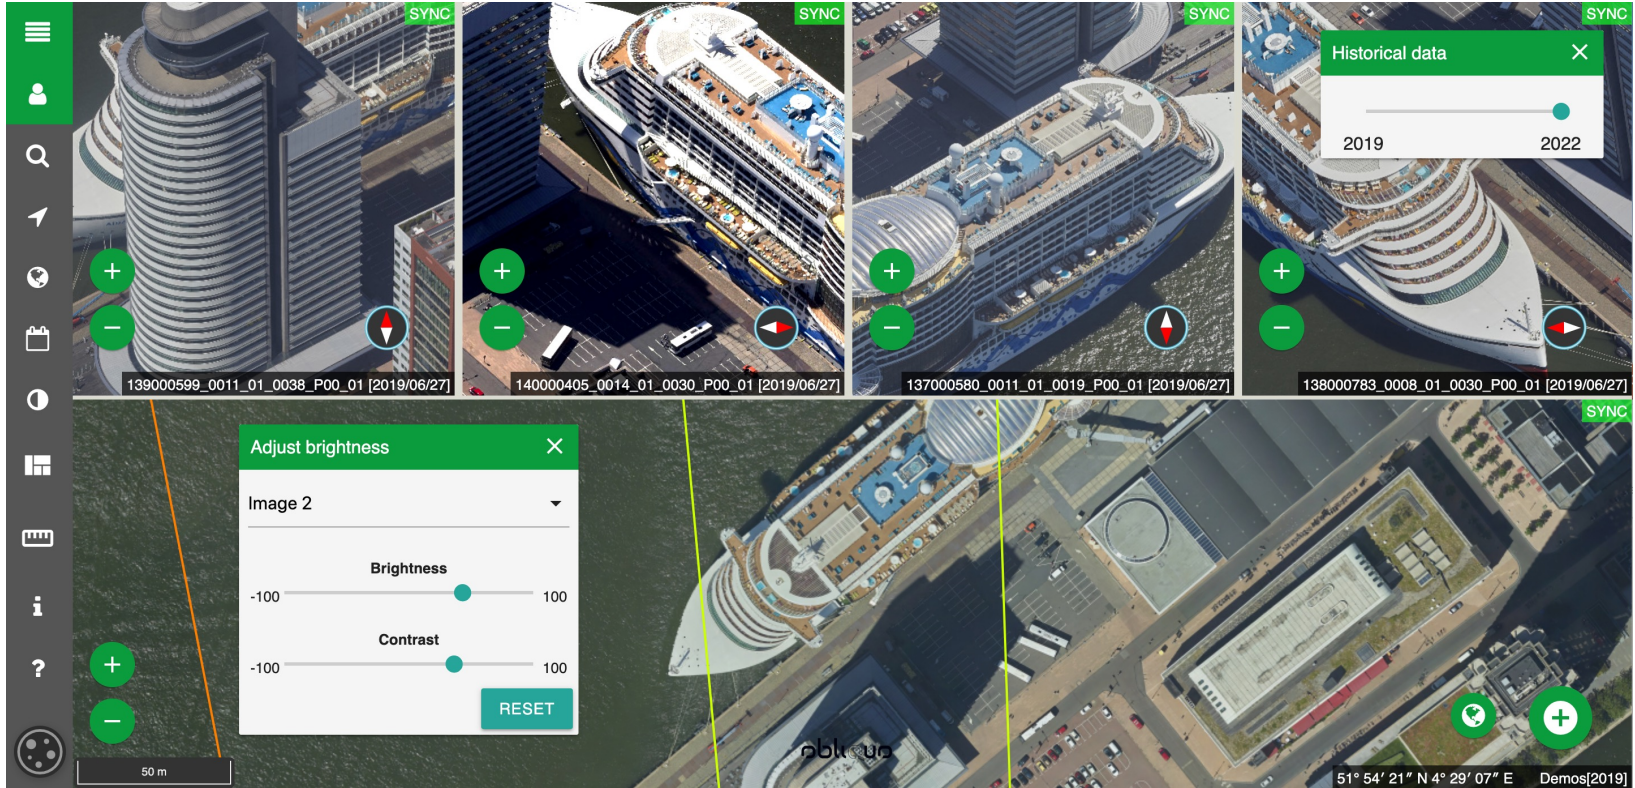 SYNC
SYNC
SYNC
SYNC
Historical data
2019
2022
139000599_0011_01_0038_P00_01 [2019/06/27]
140000405_0014_01_0030_P00_01 [2019/06/27]
137000580_0011_01_0019_P00_01 [2019/06/27]
138000783_0008_01_0030_P00_01 [2019/06/27]
SYNC
Adjust brightness
Image 2
Brightness
-100
100
Contrast
-100
100
RESET
50 m
51° 54′ 21″ N 4° 29′ 07″ E Demos[2019]